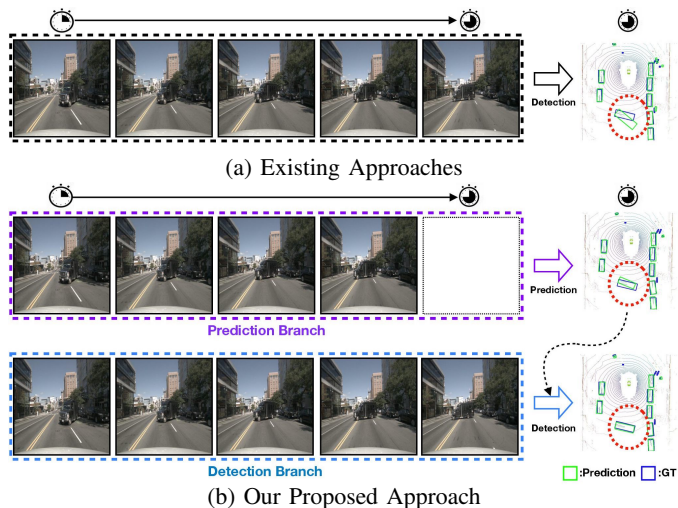 Detection
(a) Existing Approaches
Prediction
Prediction Branch
Detection
Detection Branch
:Prediction :GT
(b) Our Proposed Approach